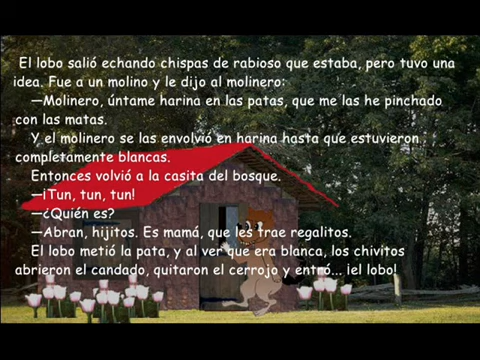 El lobo salió echando chispas de rabioso que estaba, pero tuvo una
idea. Fue a un molino y le dijo al molinero:
—Molinero, úntame harina en las patas, que me las he pinchado
con las matas.
Y el molinero se las envolvió en harina hasta que estuvieron
completamente blancas.
Entonces volvió a la casita del bosque.
—¡Tun, tun, tun!
—¿Quién es?
—Abran, hijitos. Es mamá, que les trae regalitos.
El lobo metió la pata, y al ver que era blanca, los chivitos
abrieron el candado, quitaron el cerrojo y entró... ¡el lobo!